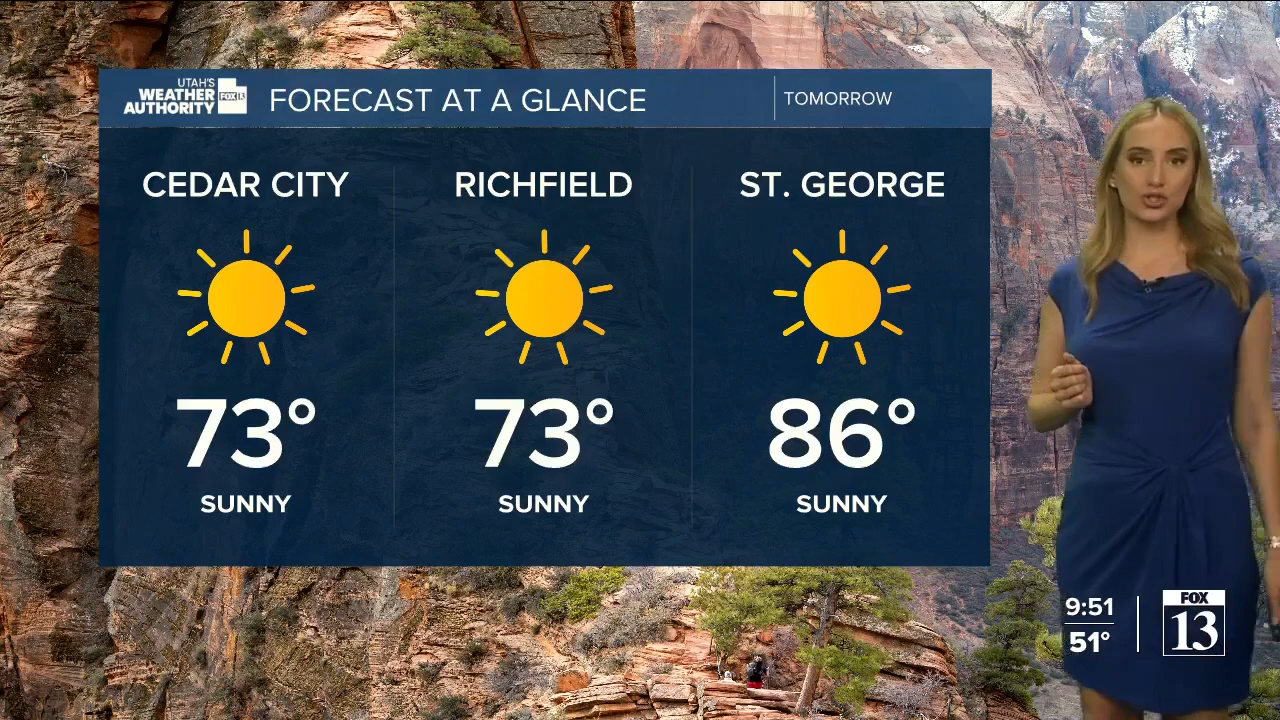 UTAH'S
WEATHER
AUTHORITY
FOX 13
FORECAST AT A GLANCE
TOMORROW
CEDAR CITY
73°
SUNNY
RICHFIELD
73°
SUNNY
ST. GEORGE
86°
SUNNY
9:51
51°
FOX
13